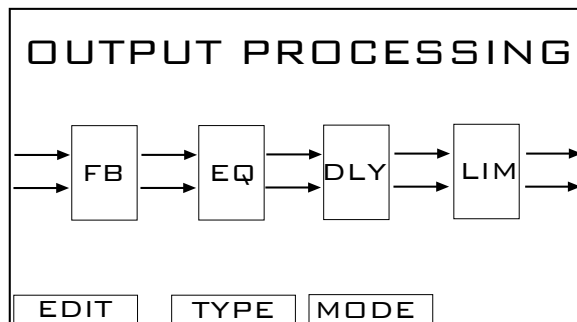 OUTPUT PROCESSING
FB EQ DLY LIM
EDIT TYPE MODE